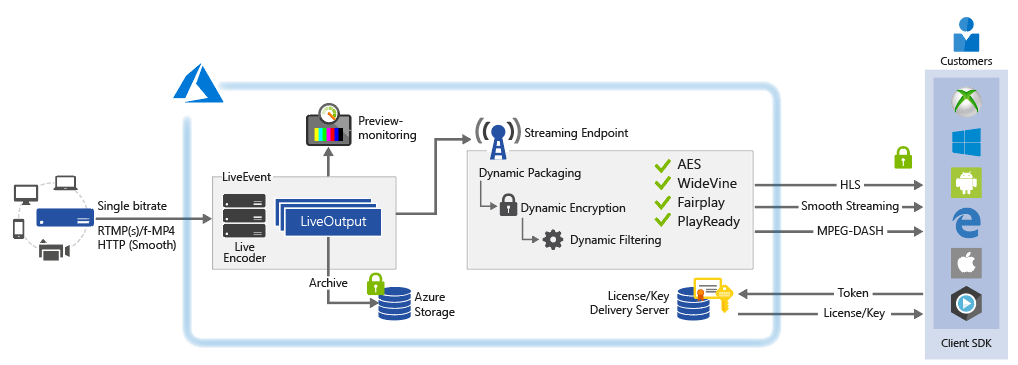 Customers
Preview-
monitoring
Streaming Endpoint
LiveEvent
Dynamic Packaging
AES
WideVine
Fairplay
PlayReady
HLS
Single bitrate
RTMP(s)/f-MP4
HTTP (Smooth)
LiveOutput
Live
Encoder
Dynamic Encryption
Dynamic Filtering
Smooth Streaming
MPEG-DASH
Archive
Azure
Storage
License/Key
Delivery Server
Token
License/Key
Client SDK